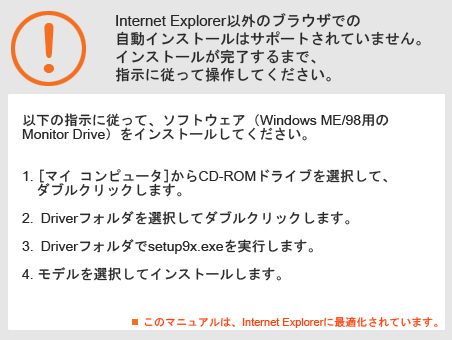 Internet Explorer以外のブラウザでの
自動インストールはサポートされていません。
インストールが完了するまで、
指示に従って操作してください。
以下の指示に従って、ソフトウェア（Windows ME/98用の
Monitor Drive）をインストールしてください。
1. [マイ コンピュータ]からCD-ROMドライブを選択して、
ダブルクリックします。
2. Driverフォルダを選択してダブルクリックします。
3. Driverフォルダでsetup9x.exeを実行します。
4. モデルを選択してインストールします。
■ このマニュアルは、Internet Explorerに最適化されています。